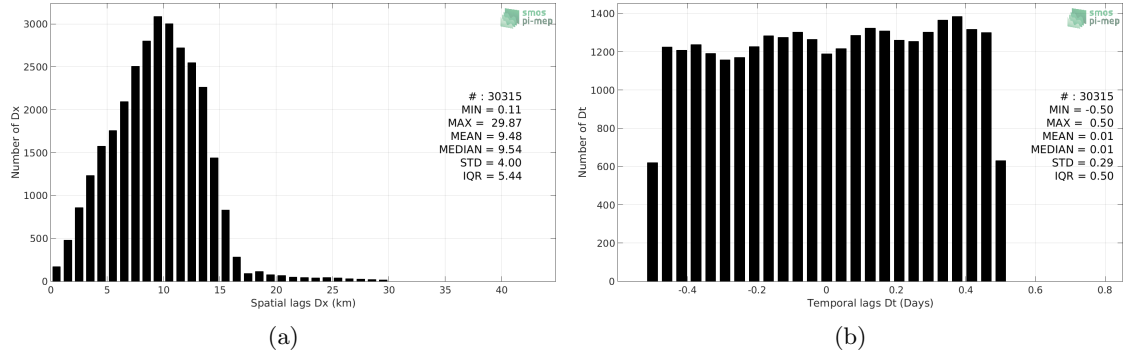 3000
2500
2000
1500
1000
500
0
Number of Dx
smos
pi-mep
# : 30315
MIN = 0.11
MAX = 29.87
MEAN = 9.48
MEDIAN = 9.54
STD = 4.00
IQR = 5.44
0 5 10 15 20 25 30 35 40
Spatial lags Dx (km)
(a)
1400
1200
1000
800
600
400
200
0
Number of Dt
smos
pi-mep
# : 30315
MIN = -0.50
MAX = 0.50
MEAN = 0.01
MEDIAN = 0.01
STD = 0.29
IQR = 0.50
-0.4 -0.2 0 0.2 0.4 0.6 0.8
Temporal lags Dt (Days)
(b)